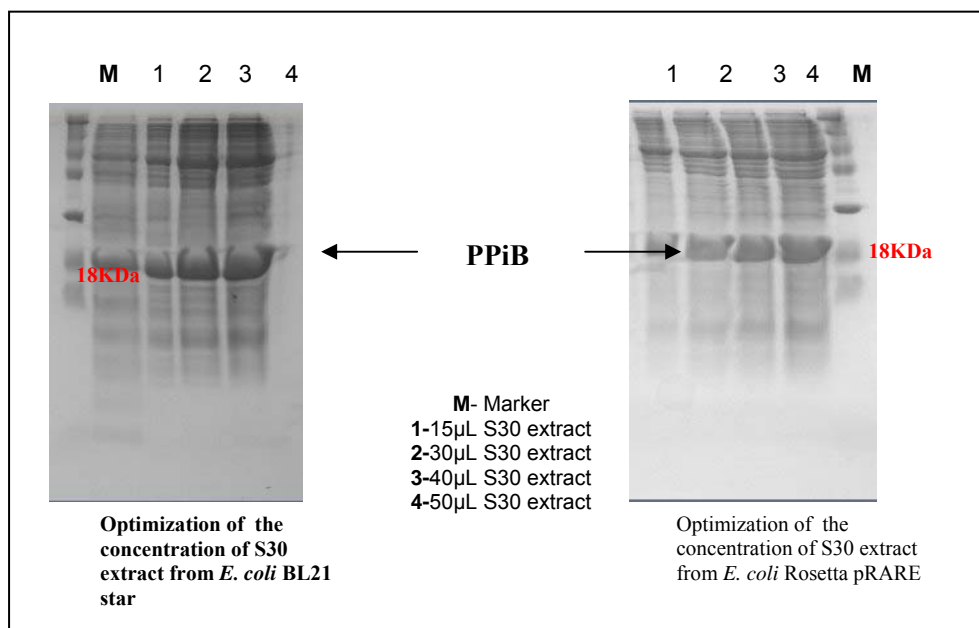 M 1 2 3 4
1 2 3 4 M
PPiB
18KDa
18KDa
M- Marker
1-15µL S30 extract
2-30µL S30 extract
3-40µL S30 extract
4-50µL S30 extract
Optimization of the
concentration of S30
extract from E. coli BL21
star
Optimization of the
concentration of S30 extract
from E. coli Rosetta pRARE